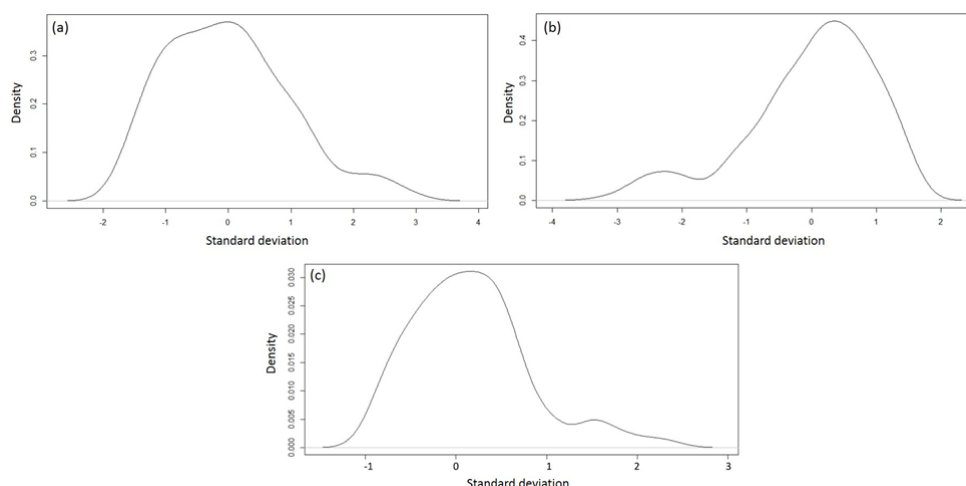 (a)
Density
0.0 0.1 0.2 0.3
-2 -1 0 1 2 3 4
Standard deviation
(b)
Density
0.0 0.1 0.2 0.3 0.4
-4 -3 -2 -1 0 1 2
Standard deviation
(c)
Density
0.000 0.005 0.010 0.015 0.020 0.025 0.030
-1 0 1 2 3
Standard deviation